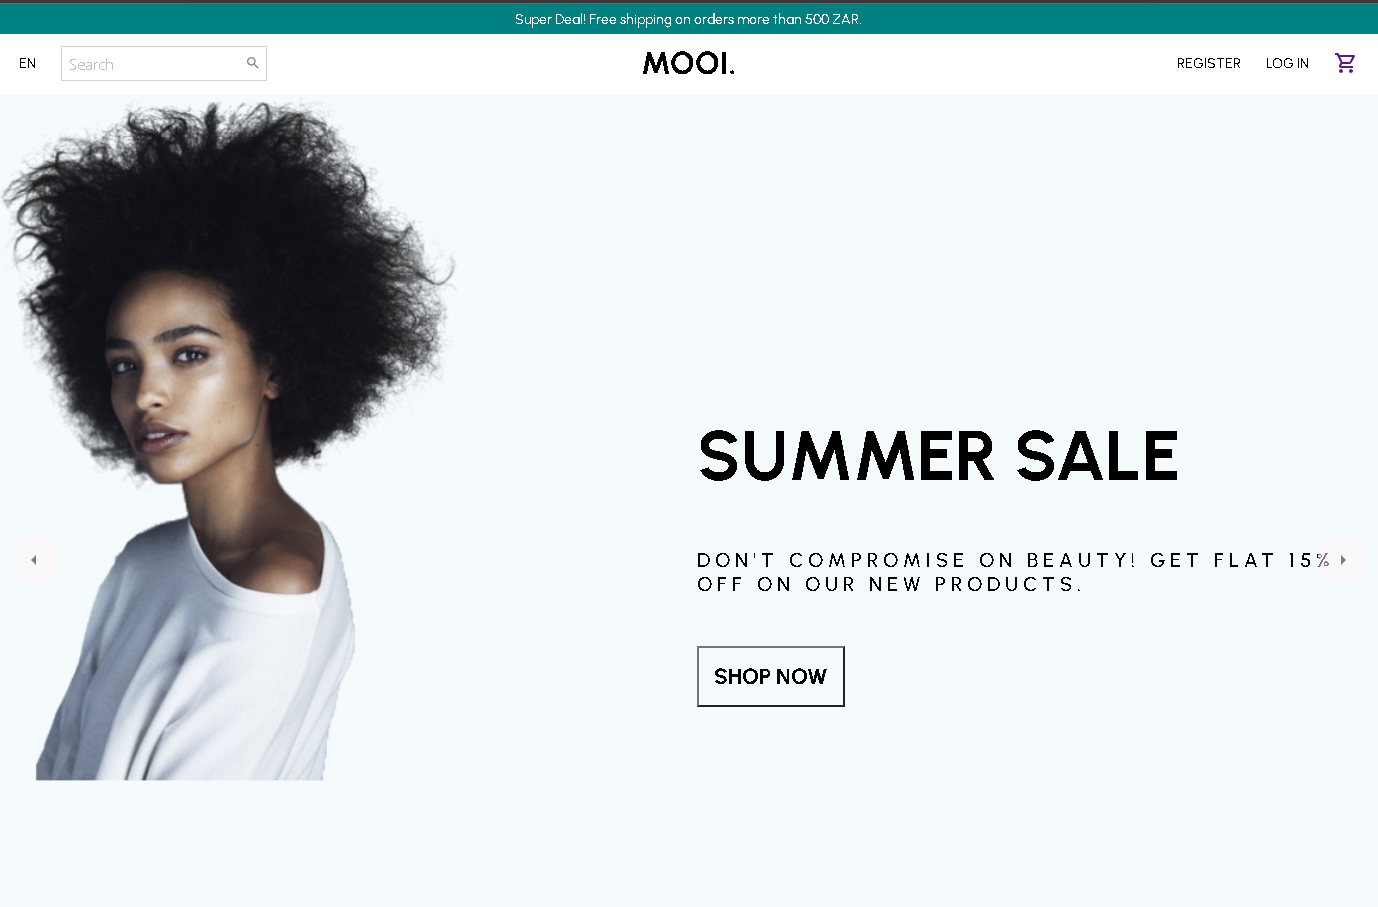 Super Deal! Free shipping on orders more than 500 ZAR.
EN
Search
MOOI.
REGISTER
LOG IN
SUMMER SALE
DON'T COMPROMISE ON BEAUTY! GET FLAT 15%
OFF ON OUR NEW PRODUCTS.
SHOP NOW